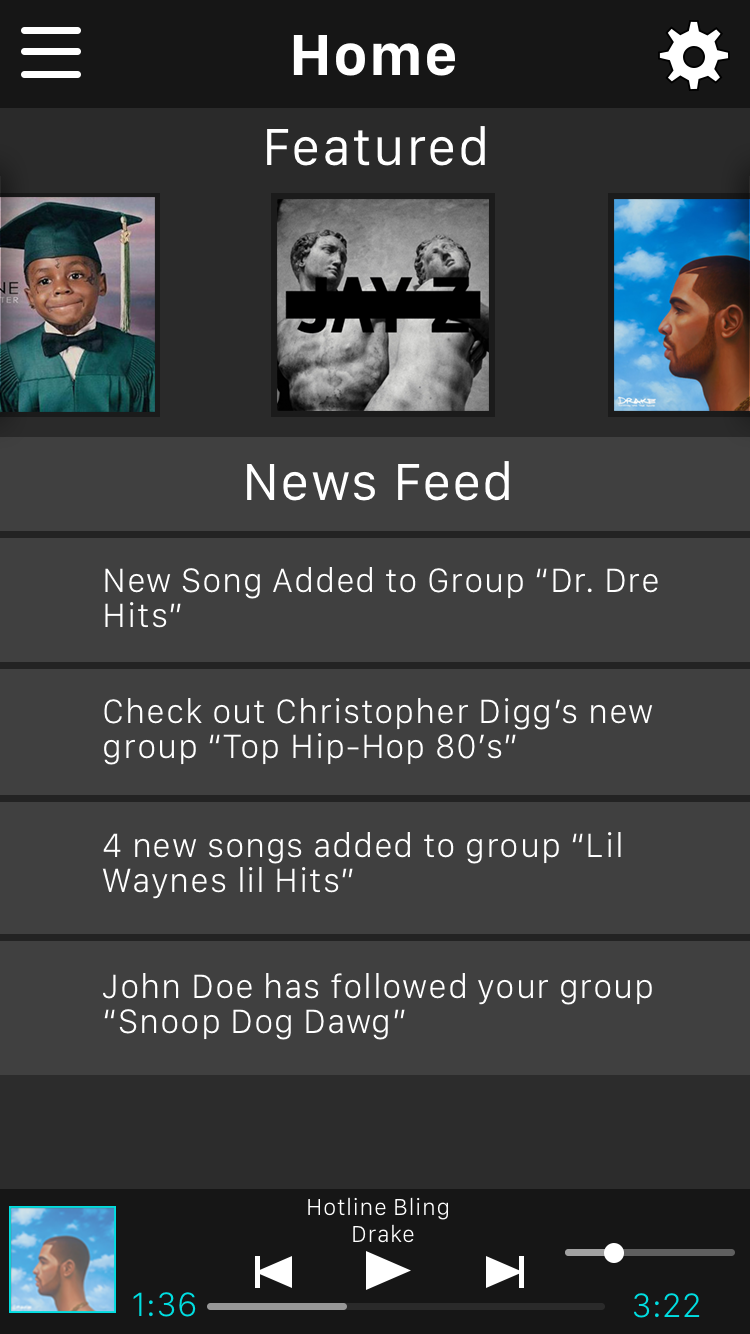 Home
Featured
NE
TER...
JAY Z
DRAKE
News Feed
New Song Added to Group “Dr. Dre
Hits”
Check out Christopher Digg’s new
group “Top Hip-Hop 80’s”
4 new songs added to group “Lil
Waynes lil Hits”
John Doe has followed your group
“Snoop Dog Dawg”
Hotline Bling
Drake
1:36
3:22